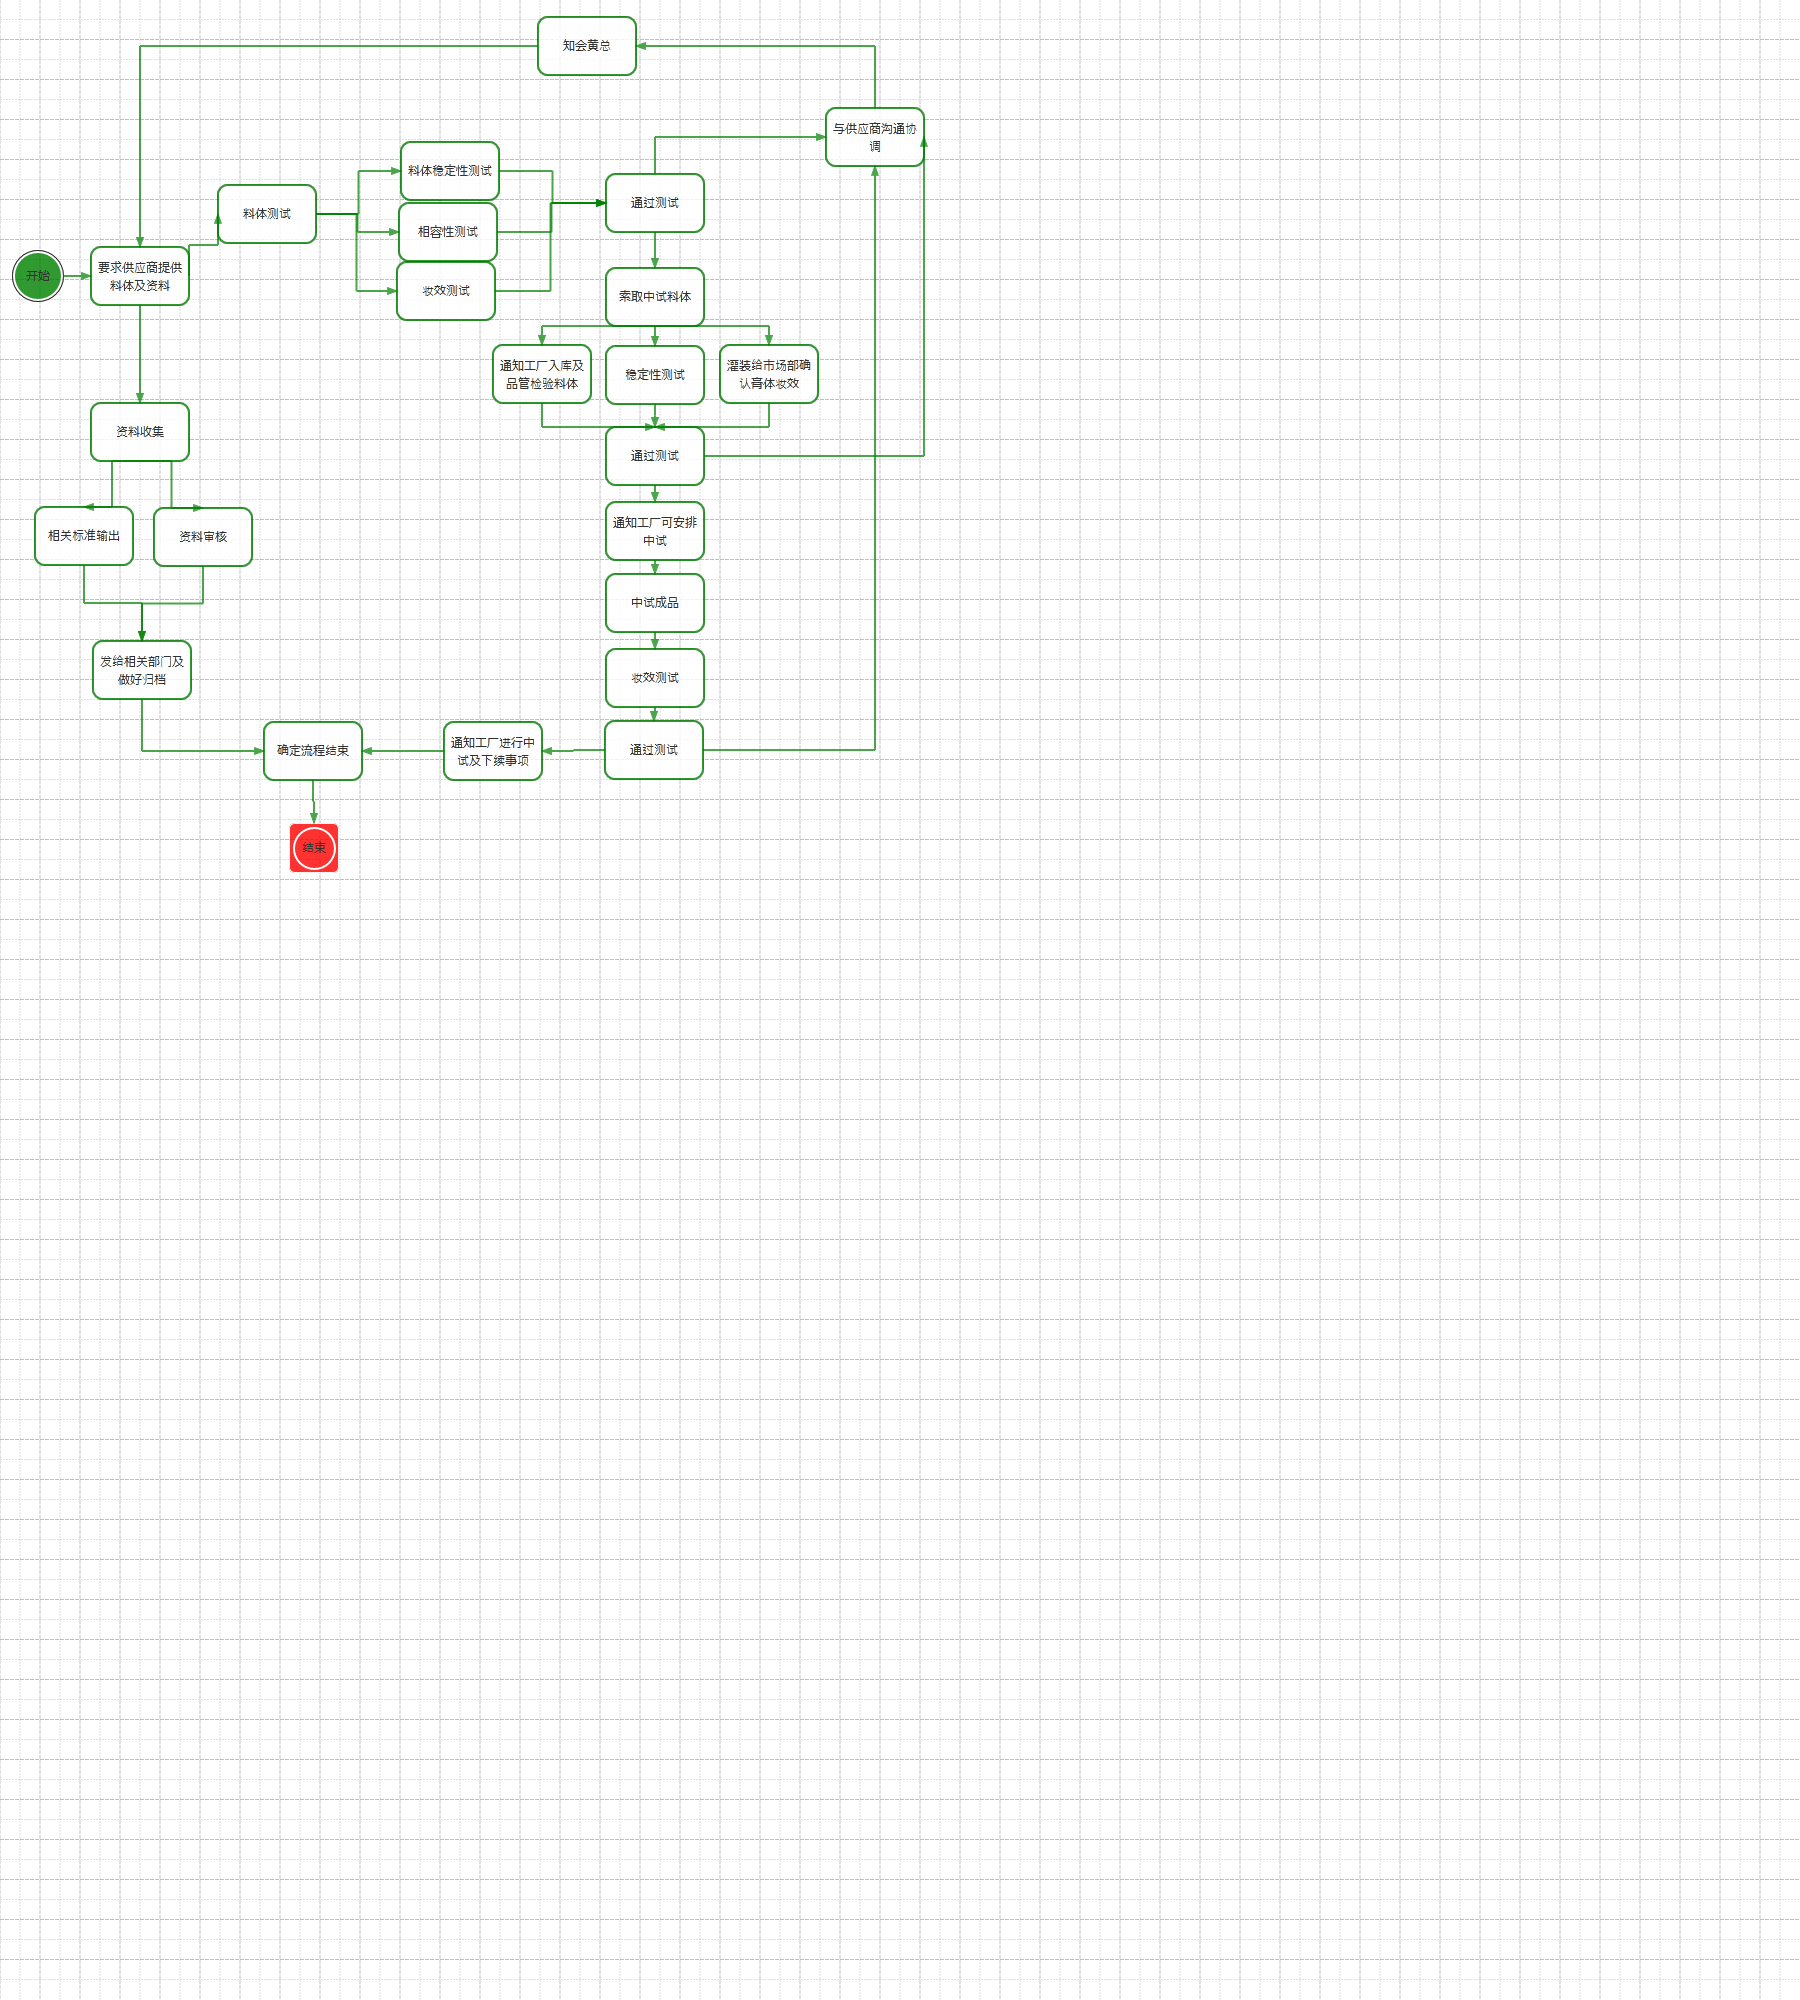 知会黄总
与供应商沟通协
调
料体稳定性测试
通过测试
料体测试
相容性测试
开始
要求供应商提供
料体及资料
妆效测试
索取中试料体
通知工厂入库及
品管检验料体
稳定性测试
灌装给市场部确
认膏体妆效
资料收集
通过测试
相关标准输出
资料审核
通知工厂可安排
中试
中试成品
发给相关部门及
做好归档
妆效测试
确定流程结束
通知工厂进行中
试及下续事项
通过测试
结束